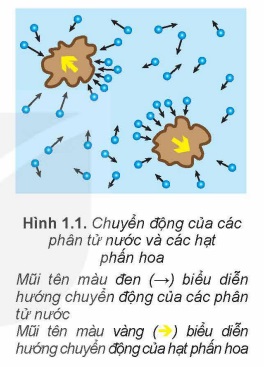 Hình 1.1. Chuyển động của các
phân tử nước và các hạt
phấn hoa
Mũi tên màu đen (→) biểu diễn
hướng chuyển động của các phân
tử nước
Mũi tên màu vàng (➔) biểu diễn
hướng chuyển động của hạt phấn hoa